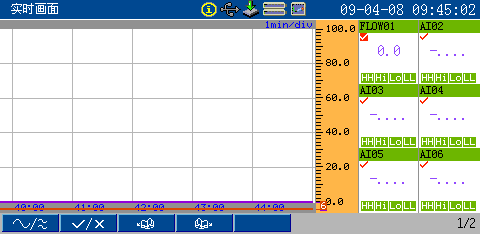 实时画面 09-04-08 09:45:02
1min/div
100.0
80.0
60.0
40.0
20.0
0.0
40:00 41:00 42:00 43:00 44:00
FLOW01
0.0
HH Hi Lo LL
AI02
-....
HH Hi Lo LL
AI03
-....
HH Hi Lo LL
AI04
-....
HH Hi Lo LL
AI05
-....
HH Hi Lo LL
AI06
-....
HH Hi Lo LL
1/2